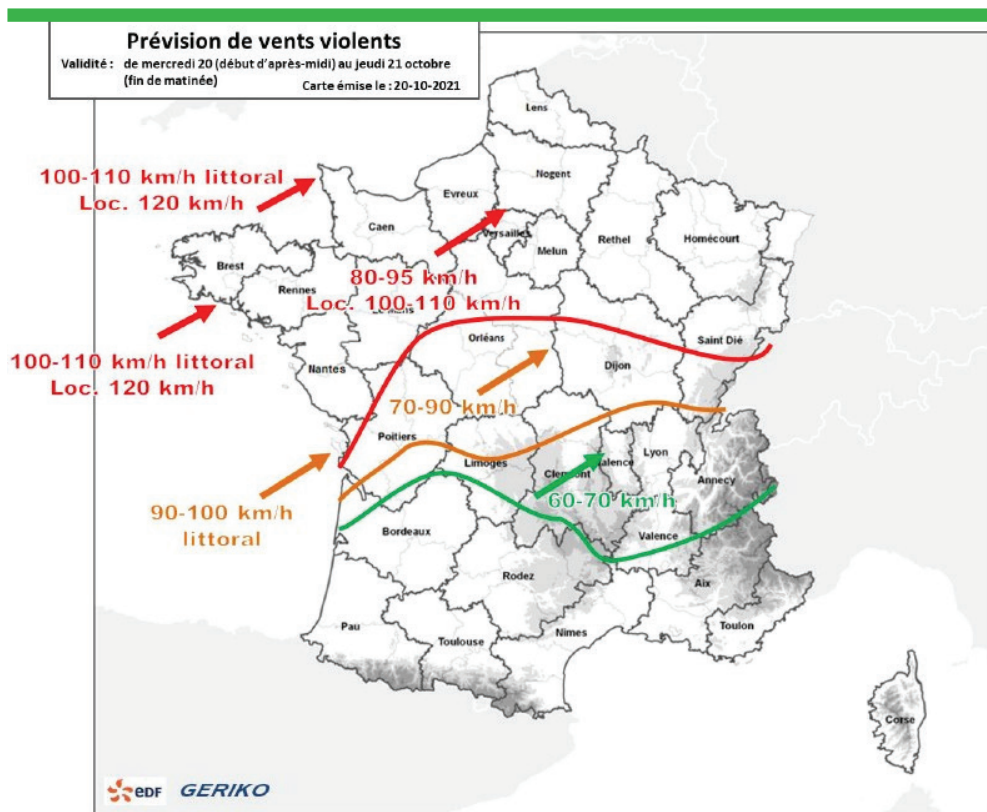 Prévision de vents violents
Validité : de mercredi 20 (début d'après-midi) au jeudi 21 octobre
(fin de matinée)
Carte émise le : 20-10-2021
Lens
100-110 km/h littoral
Loc. 120 km/h
Nogent
Evreux
Caen
Versailles
Rethel
Homécourt
Melun
Brest
80-95 km/h
Loc. 100-110 km/h
Rennes
Orléans
Saint Dié
100-110 km/h littoral
Loc. 120 km/h
Nantes
Dijon
70-90 km/h
Poitiers
Limoges
Clermont
Valence
Lyon
Annecy
60-70 km/h
90-100 km/h
littoral
Bordeaux
Valence
Rodez
Aix
Pau
Toulouse
Nimes
Toulon
Corse
edF
GERIKO